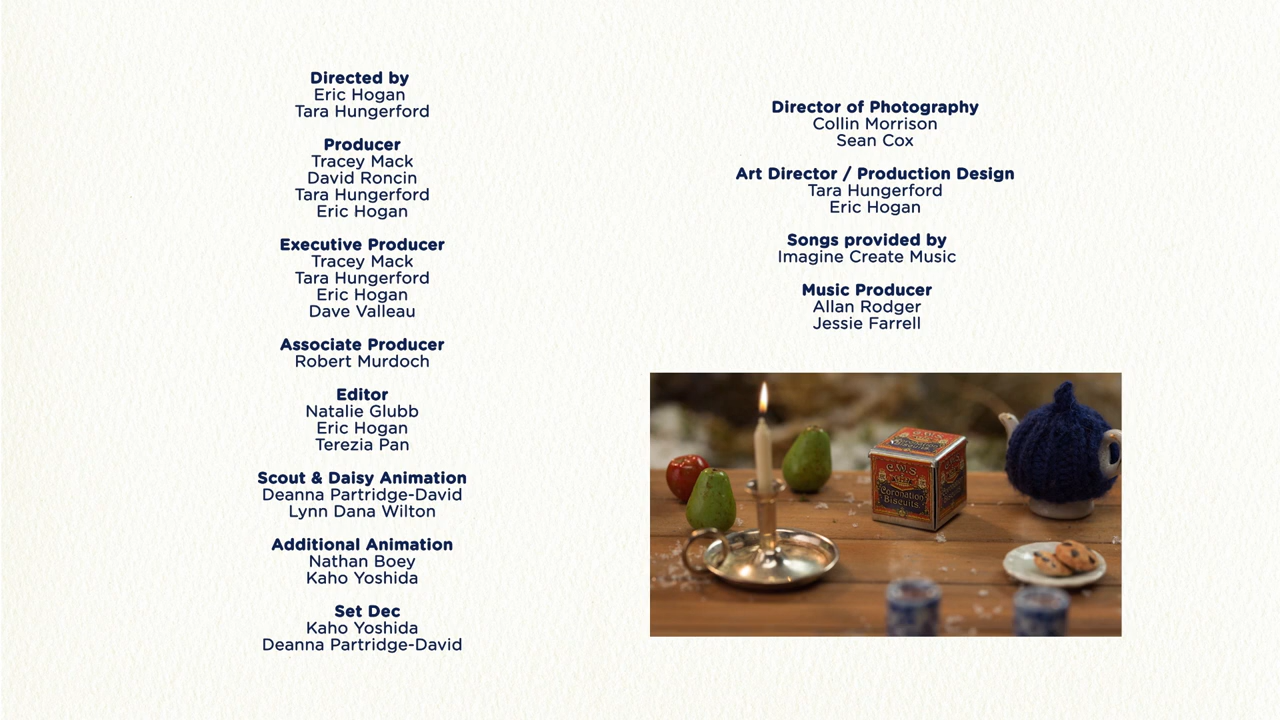 Directed by
Eric Hogan
Tara Hungerford
Producer
Tracey Mack
David Roncin
Tara Hungerford
Eric Hogan
Executive Producer
Tracey Mack
Tara Hungerford
Eric Hogan
Dave Valleau
Associate Producer
Robert Murdoch
Editor
Natalie Glubb
Eric Hogan
Terezia Pan
Scout & Daisy Animation
Deanna Partridge-David
Lynn Dana Wilton
Additional Animation
Nathan Boey
Kaho Yoshida
Set Dec
Kaho Yoshida
Deanna Partridge-David
Director of Photography
Collin Morrison
Sean Cox
Art Director / Production Design
Tara Hungerford
Eric Hogan
Songs provided by
Imagine Create Music
Music Producer
Allan Rodger
Jessie Farrell
C.W.S.
Coronation
Biscuits.